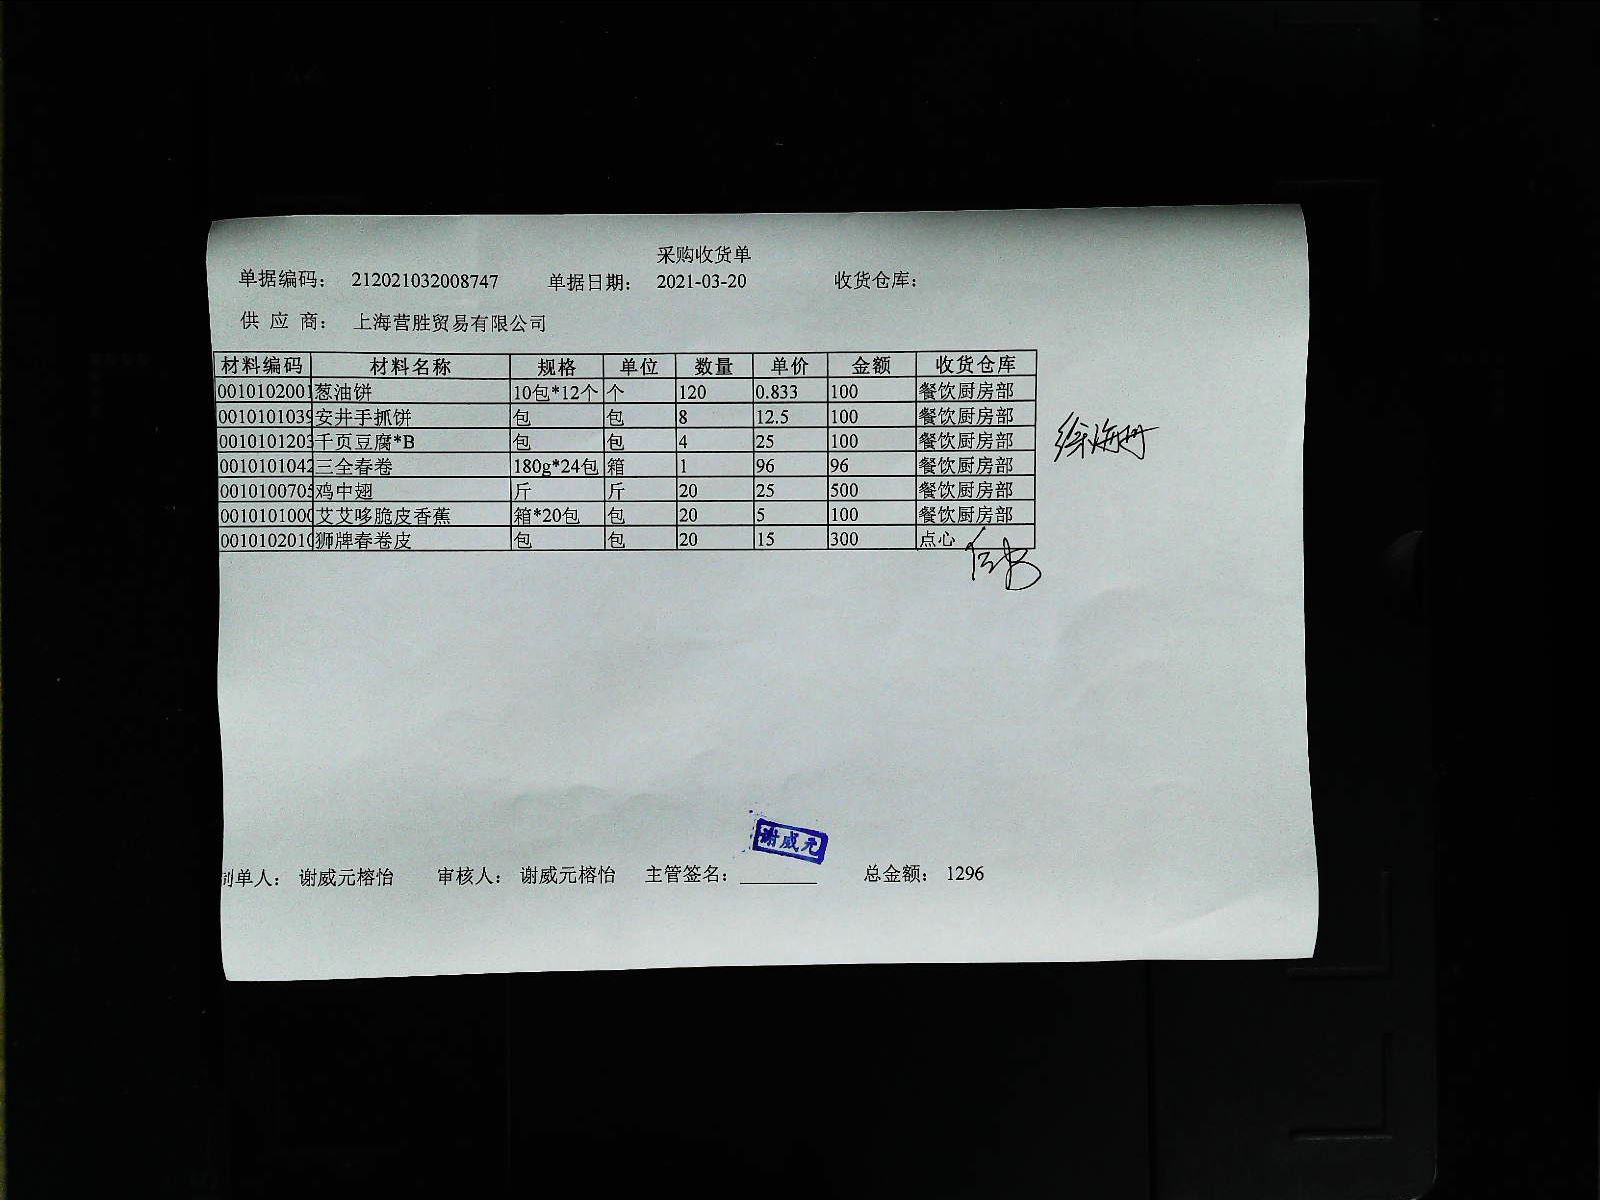 采购收货单
单据编码: 212021032008747 单据日期: 2021-03-20 收货仓库:
供应商: 上海营胜贸易有限公司
材料编码 材料名称 规格 单位 数量 单价 金额 收货仓库
0010102001 葱油饼 10包*12个 个 120 0.833 100 餐饮厨房部
0010101039 安井手抓饼 包 包 8 12.5 100 餐饮厨房部
0010101203 千页豆腐*B 包 包 4 25 100 餐饮厨房部
0010101042 三全春卷 180g*24包 箱 1 96 96 餐饮厨房部
0010100705 鸡中翅 斤 斤 20 25 500 餐饮厨房部
0010101000 艾艾哆脆皮香蕉 箱*20包 包 20 5 100 餐饮厨房部
0010102010 狮牌春卷皮 包 包 20 15 300 点心
谢威元
制单人: 谢威元榕怡 审核人: 谢威元榕怡 主管签名: 总金额: 1296